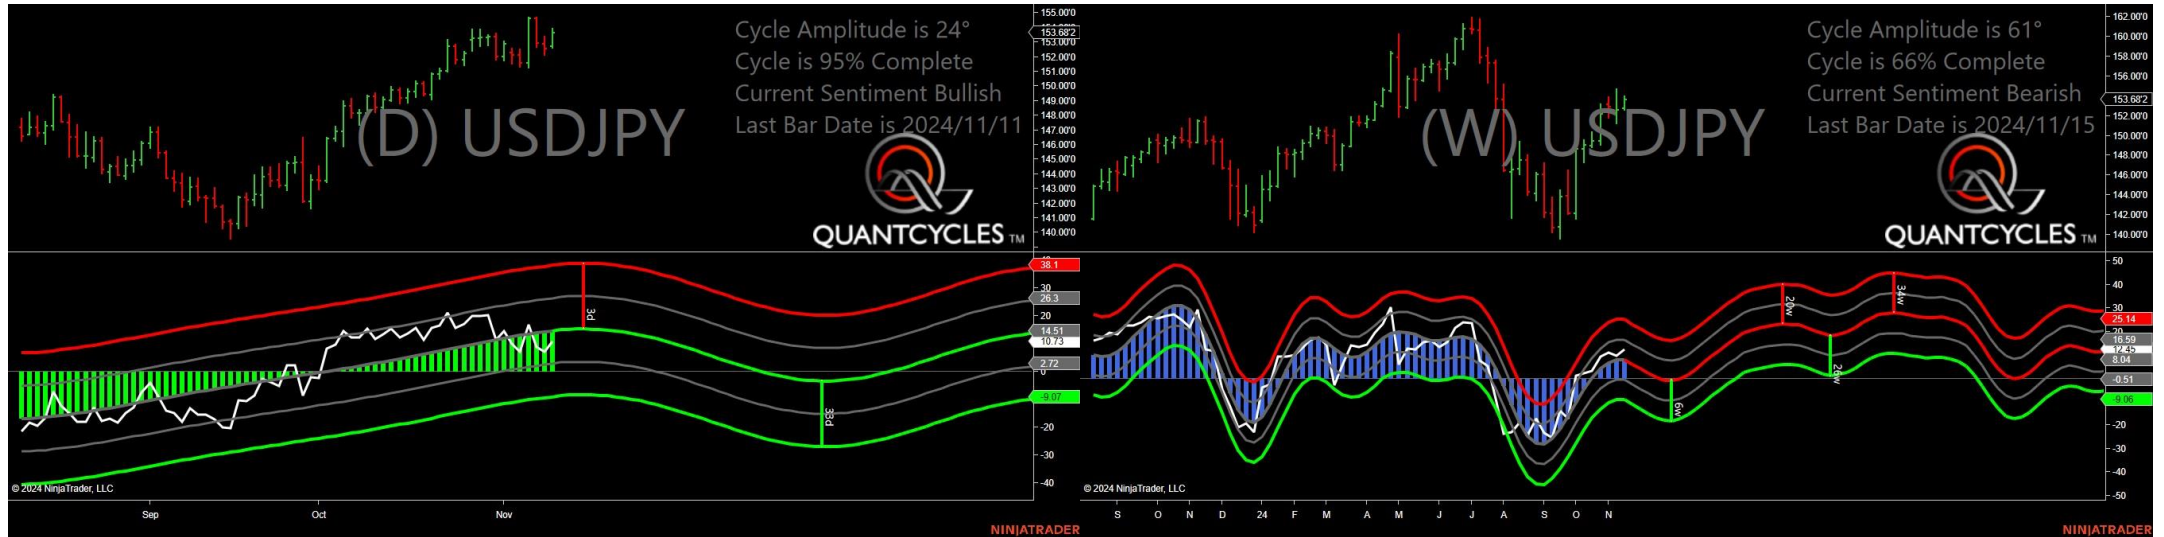 Cycle Amplitude is 24°
Cycle is 95% Complete
Current Sentiment Bullish
Last Bar Date is 2024/11/11
(D) USDJPY
QUANTCYCLES TM
155.00'0
153.68'2
153.00'0
152.00'0
151.00'0
150.00'0
149.00'0
148.00'0
147.00'0
146.00'0
145.00'0
144.00'0
143.00'0
142.00'0
141.00'0
140.00'0
38.1
30
26.3
20
14.51
10.73
2.72
0
-9.07
-20
-30
-40
3d
33d
© 2024 NinjaTrader, LLC
Sep Oct Nov
NINJATRADER
Cycle Amplitude is 61°
Cycle is 66% Complete
Current Sentiment Bearish
Last Bar Date is 2024/11/15
(W) USDJPY
QUANTCYCLES TM
162.00'0
160.00'0
158.00'0
156.00'0
153.68'2
152.00'0
150.00'0
148.00'0
146.00'0
144.00'0
142.00'0
140.00'0
50
40
30
25.14
20
16.59
12.45
8.04
-0.51
-9.06
-20
-30
-40
-50
20w
34w
26w
6w
© 2024 NinjaTrader, LLC
S O N D 24 F M A M J J A S O N
NINJATRADER